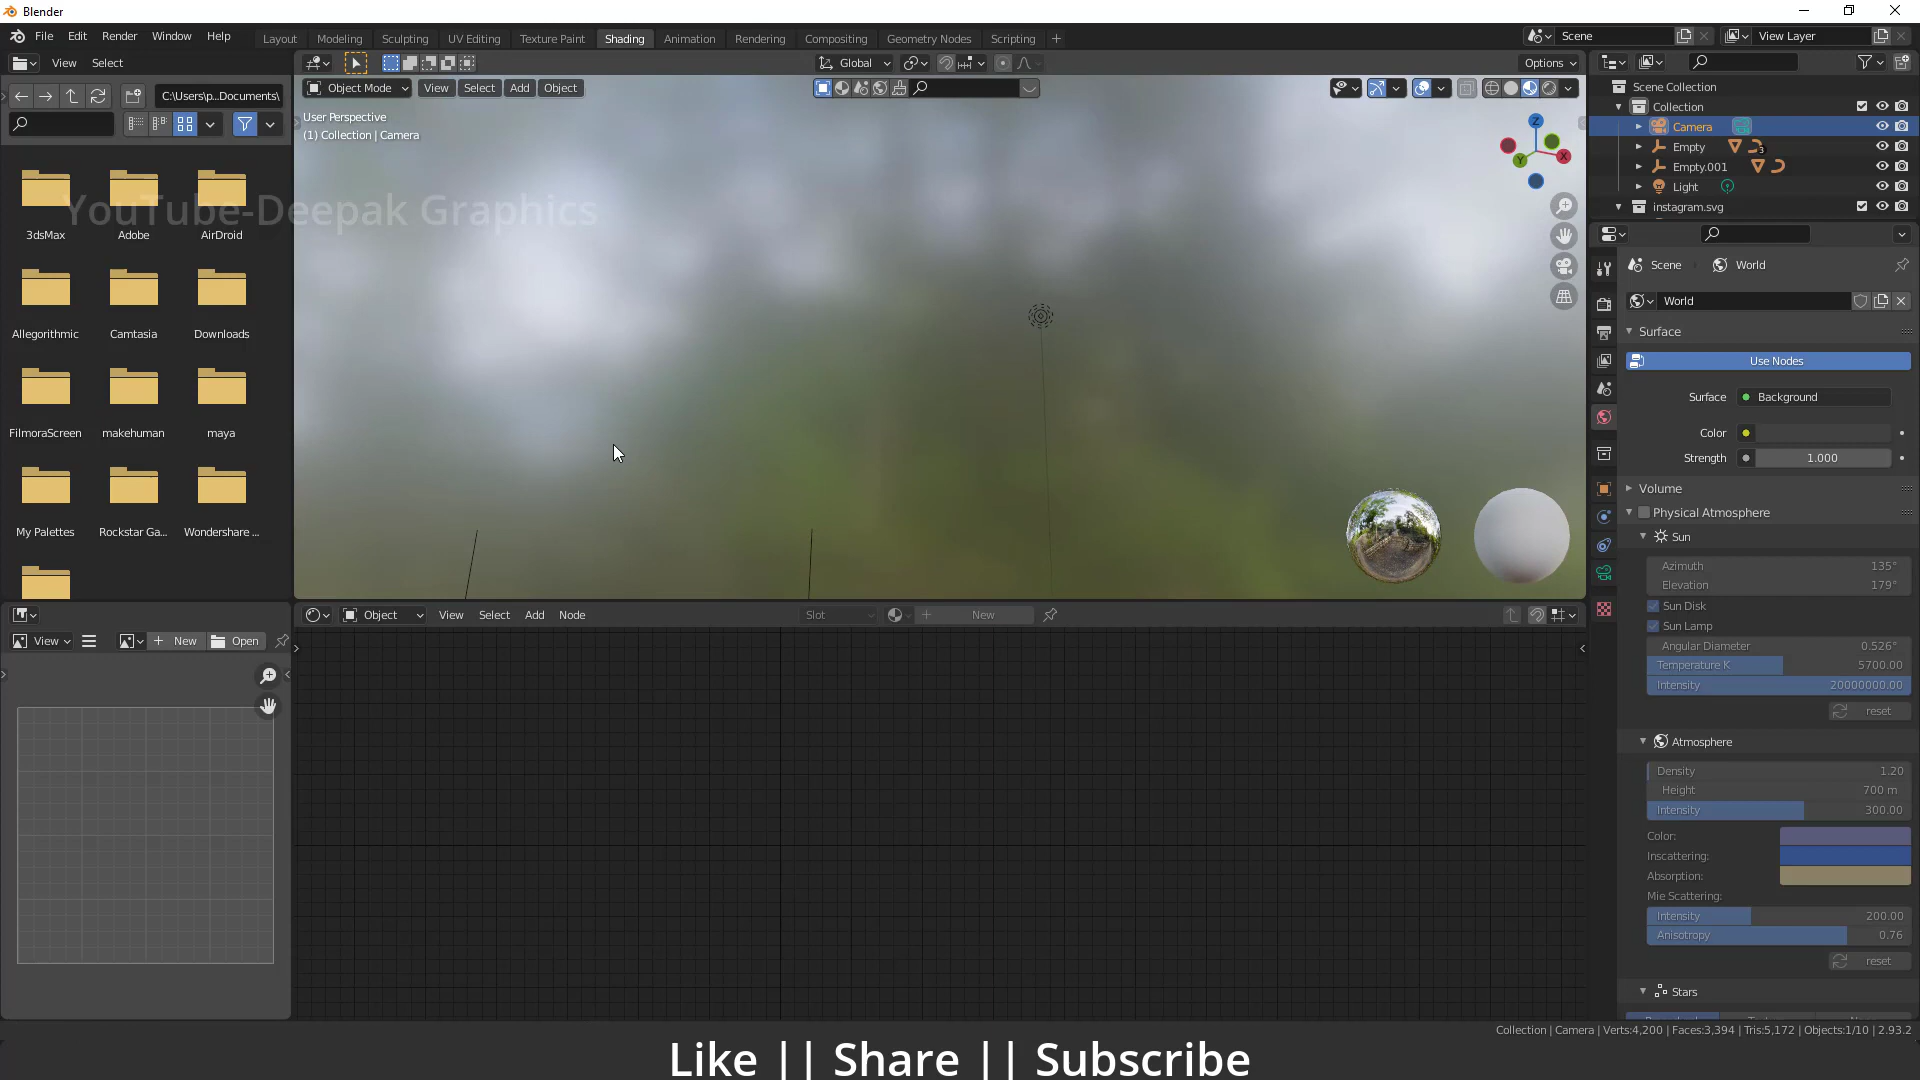 Blender
File Edit Render Window Help
Layout Modeling Sculpting UV Editing Texture Paint Shading Animation Rendering Compositing Geometry Nodes Scripting
Scene
View Layer
View Select
Global
Options
C:\Users\p...Documents\
Object Mode View Select Add Object
User Perspective
(1) Collection | Camera
Z
X
Y
YouTube-Deepak Graphics
3dsMax Adobe AirDroid
Allegorithmic Camtasia Downloads
FilmoraScreen makehuman maya
My Palettes Rockstar Ga... Wondershare ...
Scene Collection
Collection
Camera
Empty
3
Empty.001
Light
instagram.svg
Scene World
World
Surface
Use Nodes
Surface Background
Color
Strength 1.000
Volume
Physical Atmosphere
Sun
Azimuth 135°
Elevation 179°
Sun Disk
Sun Lamp
Angular Diameter 0.526°
Temperature K 5700.00
Intensity 20000000.00
reset
Atmosphere
Density 1.20
Height 700 m
Intensity 300.00
Color:
Inscattering:
Absorption:
Mie Scattering:
Intensity 200.00
Anisotropy 0.76
reset
Stars
View New Open
Object View Select Add Node Slot New
Collection | Camera | Verts:4,200 | Faces:3,394 | Tris:5,172 | Objects:1/10 | 2.93.2
Like || Share || Subscribe